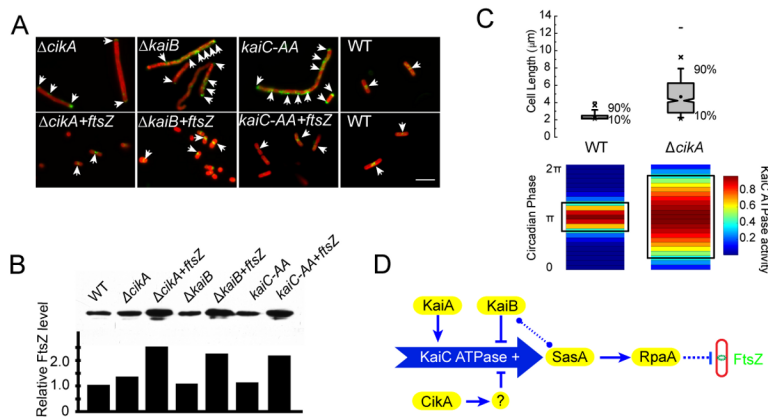 A
ΔcikA
ΔkaiB
kaiC-AA
WT
ΔcikA+ftsZ
ΔkaiB+ftsZ
kaiC-AA+ftsZ
WT
B
WT
ΔcikA
ΔcikA+ftsZ
ΔkaiB
ΔkaiB+ftsZ
kaiC-AA
kaiC-AA+ftsZ
Relative FtsZ level
2.0
1.0
0
C
Cell Length (μm)
14
12
10
8
6
4
2
0
90%
10%
90%
10%
WT
ΔcikA
Circadian Phase
2π
π
0
KaiC ATPase activity
0.8
0.6
0.4
0.2
D
KaiA
KaiB
KaiC ATPase +
SasA
RpaA
FtsZ
CikA
?